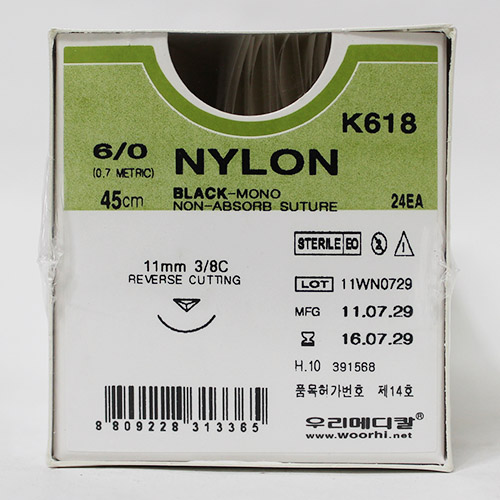 K618
6/0
(0.7 METRIC)
NYLON
45cm
BLACK-MONO
NON-ABSORB SUTURE
24EA
STERILE EO
2
11mm 3/8C
REVERSE CUTTING
LOT 11WN0729
MFG 11.07.29
16.07.29
H.10 391568
품목허가번호 제14호
8 809228 313365
우리메디칼®
www.woorhi.net